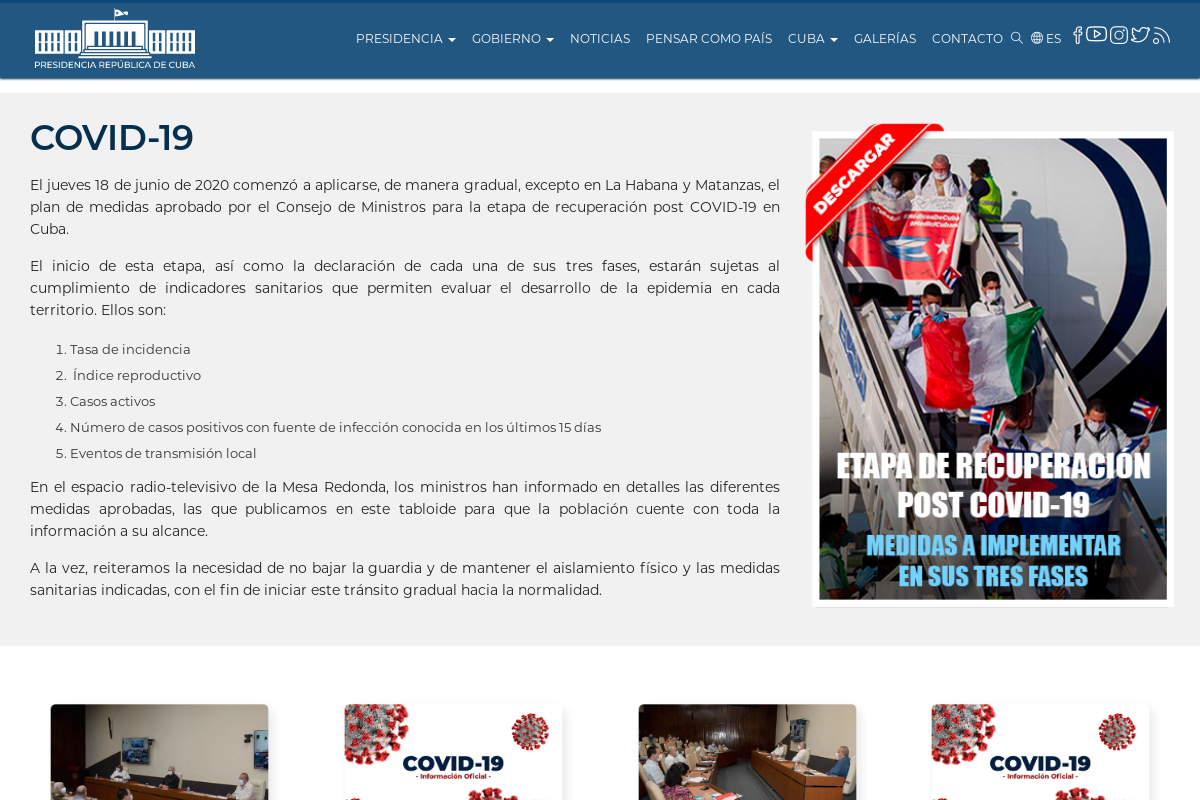 PRESIDENCIA REPÚBLICA DE CUBA
PRESIDENCIA
GOBIERNO
NOTICIAS
PENSAR COMO PAÍS
CUBA
GALERÍAS
CONTACTO
ES
COVID-19
El jueves 18 de junio de 2020 comenzó a aplicarse, de manera gradual, excepto en La Habana y Matanzas, el
plan de medidas aprobado por el Consejo de Ministros para la etapa de recuperación post COVID-19 en
Cuba.
El inicio de esta etapa, así como la declaración de cada una de sus tres fases, estarán sujetas al
cumplimiento de indicadores sanitarios que permiten evaluar el desarrollo de la epidemia en cada
territorio. Ellos son:
1. Tasa de incidencia
2. Índice reproductivo
3. Casos activos
4. Número de casos positivos con fuente de infección conocida en los últimos 15 días
5. Eventos de transmisión local
En el espacio radio-televisivo de la Mesa Redonda, los ministros han informado en detalles las diferentes
medidas aprobadas, las que publicamos en este tabloide para que la población cuente con toda la
información a su alcance.
A la vez, reiteramos la necesidad de no bajar la guardia y de mantener el aislamiento físico y las medidas
sanitarias indicadas, con el fin de iniciar este tránsito gradual hacia la normalidad.
DESCARGAR
#MédicosDeCuba
ETAPA DE RECUPERACIÓN
POST COVID-19
MEDIDAS A IMPLEMENTAR
EN SUS TRES FASES
COVID-19
- Información Oficial -
COVID-19
- Información Oficial -